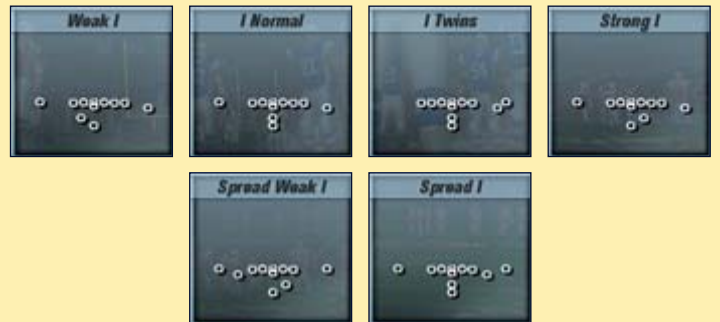 Weak I
I Normal
I Twins
Strong I
Spread Weak I
Spread I